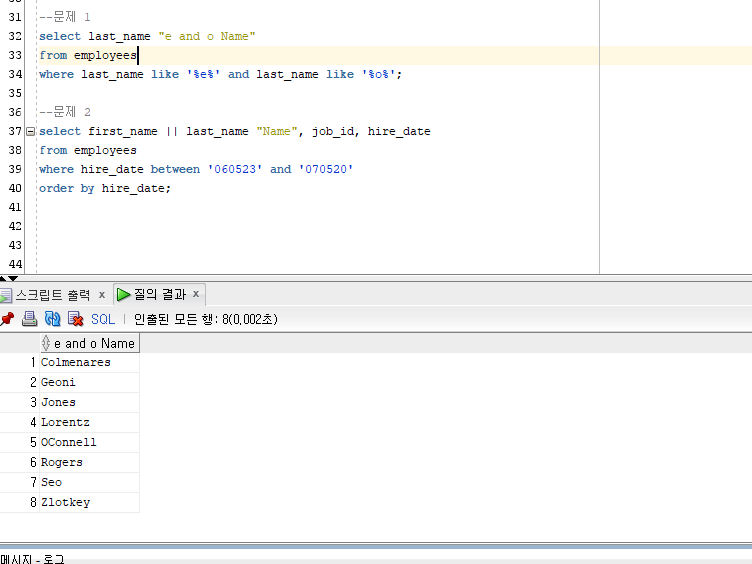 30
31 --문제 1
32 select last_name "e and o Name"
33 from employees
34 where last_name like '%e%' and last_name like '%o%';
35
36 --문제 2
37 select first_name || last_name "Name", job_id, hire_date
38 from employees
39 where hire_date between '060523' and '070520'
40 order by hire_date;
41
42
43
44
스크립트 출력 x 질의 결과 x
SQL | 인출된 모든 행: 8(0,002초)
e and o Name
1 Colmenares
2 Geoni
3 Jones
4 Lorentz
5 OConnell
6 Rogers
7 Seo
8 Zlotkey
메시지 - 로그